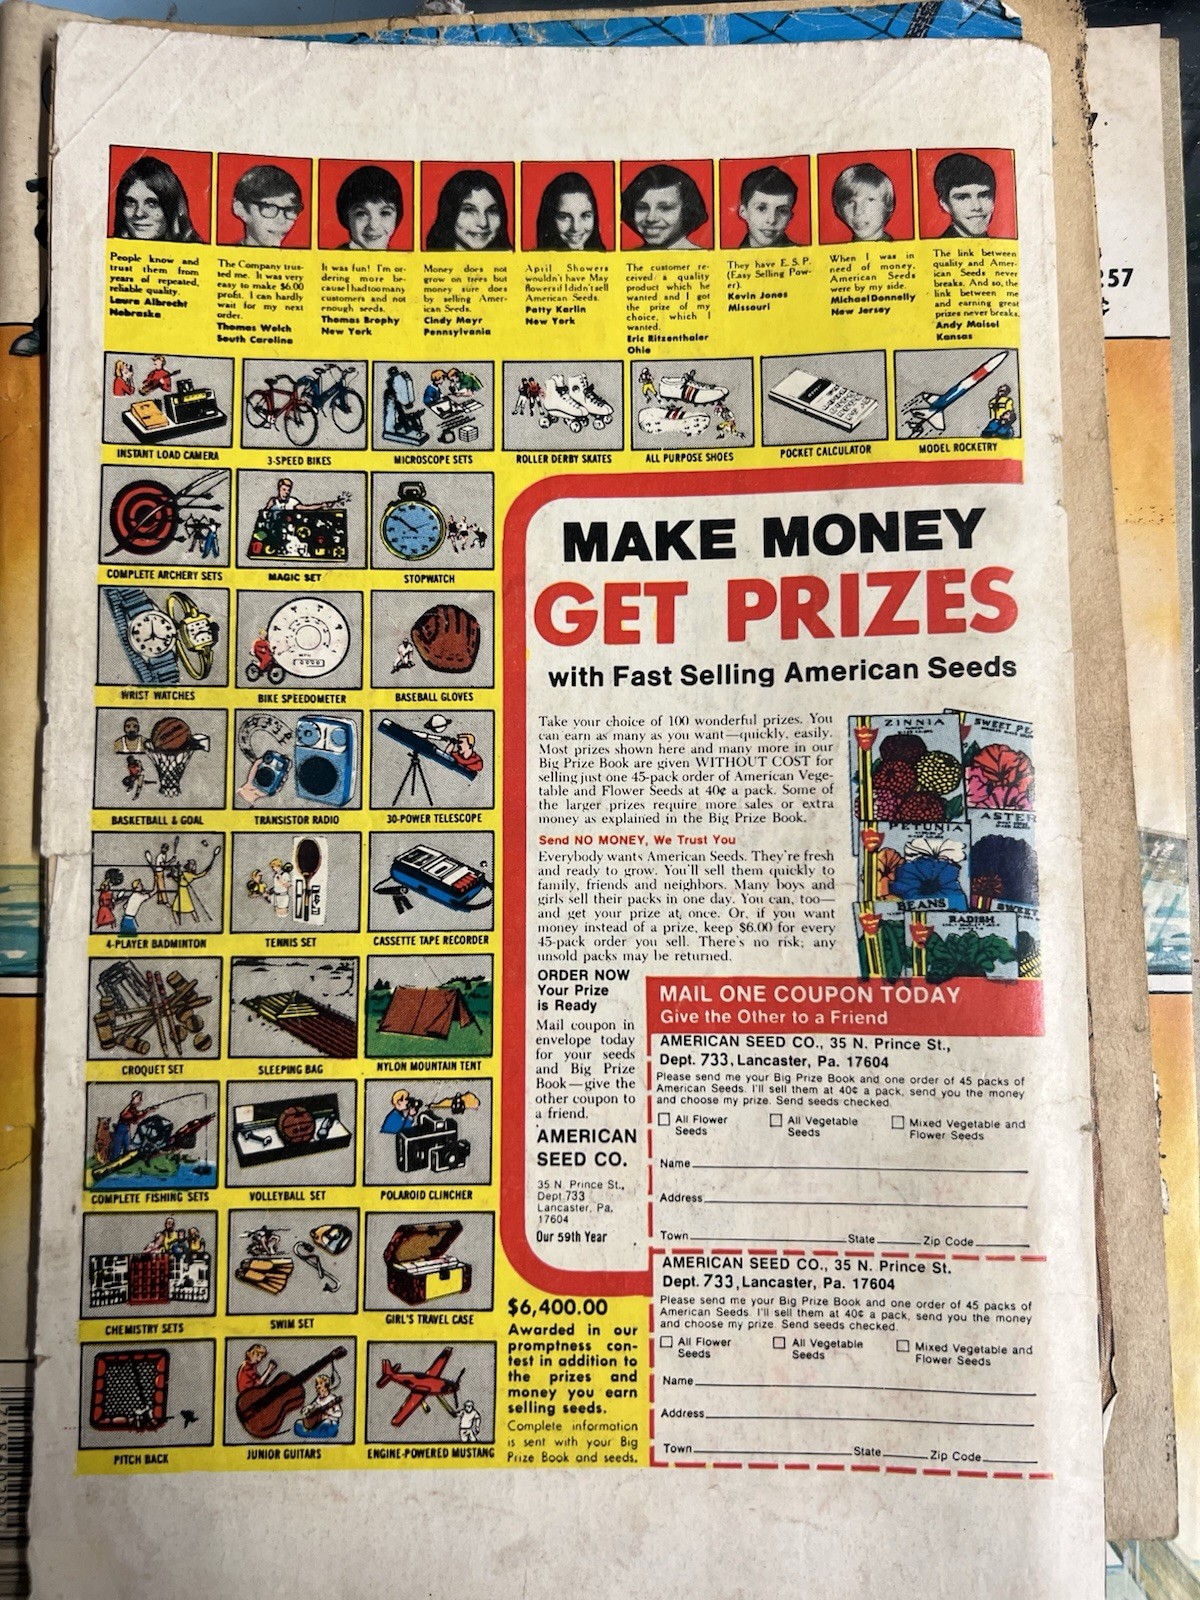 People know and
trust them from
years of repeated,
reliable quality.
Laura Albrecht
Nebraska
The Company trus-
ted me. It was very
easy to make $6.00
profit. I can hardly
wait for my next
order.
Thomas Welch
South Carolina
It was fun! I'm or-
dering more be-
cause I had too many
customers and not
enough seeds.
Thomas Brophy
New York
Money does not
grow on trees but
money sure does
by selling Amer-
ican Seeds.
Cindy Mayr
Pennsylvania
April Showers
wouldn't have May
flowers if I didn't sell
American Seeds.
Patty Karlin
New York
The customer re-
ceived a quality
product which he
wanted and I got
the prize of my
choice, which I
wanted.
Eric Ritzenthaler
Ohio
They have E.S.P.
(Easy Selling Pow-
er).
Kevin Jones
Missouri
When I was in
need of money,
American Seeds
were by my side.
Michael Donnelly
New Jersey
The link between
quality and Amer-
ican Seeds never
breaks. And so, the
link between me
and earning great
prizes never breaks.
Andy Maisel
Kansas
257
¢
INSTANT LOAD CAMERA
3-SPEED BIKES
MICROSCOPE SETS
ROLLER DERBY SKATES
ALL PURPOSE SHOES
POCKET CALCULATOR
MODEL ROCKETRY
COMPLETE ARCHERY SETS
MAGIC SET
STOPWATCH
WRIST WATCHES
BIKE SPEEDOMETER
BASEBALL GLOVES
BASKETBALL & GOAL
TRANSISTOR RADIO
30-POWER TELESCOPE
4-PLAYER BADMINTON
TENNIS SET
CASSETTE TAPE RECORDER
CROQUET SET
SLEEPING BAG
NYLON MOUNTAIN TENT
COMPLETE FISHING SETS
VOLLEYBALL SET
POLAROID CLINCHER
CHEMISTRY SETS
SWIM SET
GIRL'S TRAVEL CASE
PITCH BACK
JUNIOR GUITARS
ENGINE-POWERED MUSTANG
MAKE MONEY
GET PRIZES
with Fast Selling American Seeds
Take your choice of 100 wonderful prizes. You
can earn as many as you want—quickly, easily.
Most prizes shown here and many more in our
Big Prize Book are given WITHOUT COST for
selling just one 45-pack order of American Vege-
table and Flower Seeds at 40¢ a pack. Some of
the larger prizes require more sales or extra
money as explained in the Big Prize Book.
Send NO MONEY, We Trust You
Everybody wants American Seeds. They're fresh
and ready to grow. You'll sell them quickly to
family, friends and neighbors. Many boys and
girls sell their packs in one day. You can, too—
and get your prize at once. Or, if you want
money instead of a prize, keep $6.00 for every
45-pack order you sell. There's no risk; any
unsold packs may be returned.
ZINNIA
SWEET PE
PETUNIA
ASTER
BEANS
RADISH
SWEET
ORDER NOW
Your Prize
is Ready
Mail coupon in
envelope today
for your seeds
and Big Prize
Book—give the
other coupon to
a friend.
AMERICAN
SEED CO.
35 N. Prince St.,
Dept 733
Lancaster, Pa.
17604
Our 59th Year
$6,400.00
Awarded in our
promptness con-
test in addition to
the prizes and
money you earn
selling seeds.
Complete information
is sent with your Big
Prize Book and seeds.
MAIL ONE COUPON TODAY
Give the Other to a Friend
AMERICAN SEED CO., 35 N. Prince St.,
Dept. 733, Lancaster, Pa. 17604
Please send me your Big Prize Book and one order of 45 packs of
American Seeds. I'll sell them at 40¢ a pack, send you the money
and choose my prize. Send seeds checked.
All Flower Seeds
All Vegetable Seeds
Mixed Vegetable and Flower Seeds
Name
Address
Town State Zip Code
AMERICAN SEED CO., 35 N. Prince St.
Dept. 733, Lancaster, Pa. 17604
Please send me your Big Prize Book and one order of 45 packs of
American Seeds. I'll sell them at 40¢ a pack, send you the money
and choose my prize. Send seeds checked.
All Flower Seeds
All Vegetable Seeds
Mixed Vegetable and Flower Seeds
Name
Address
Town State Zip Code